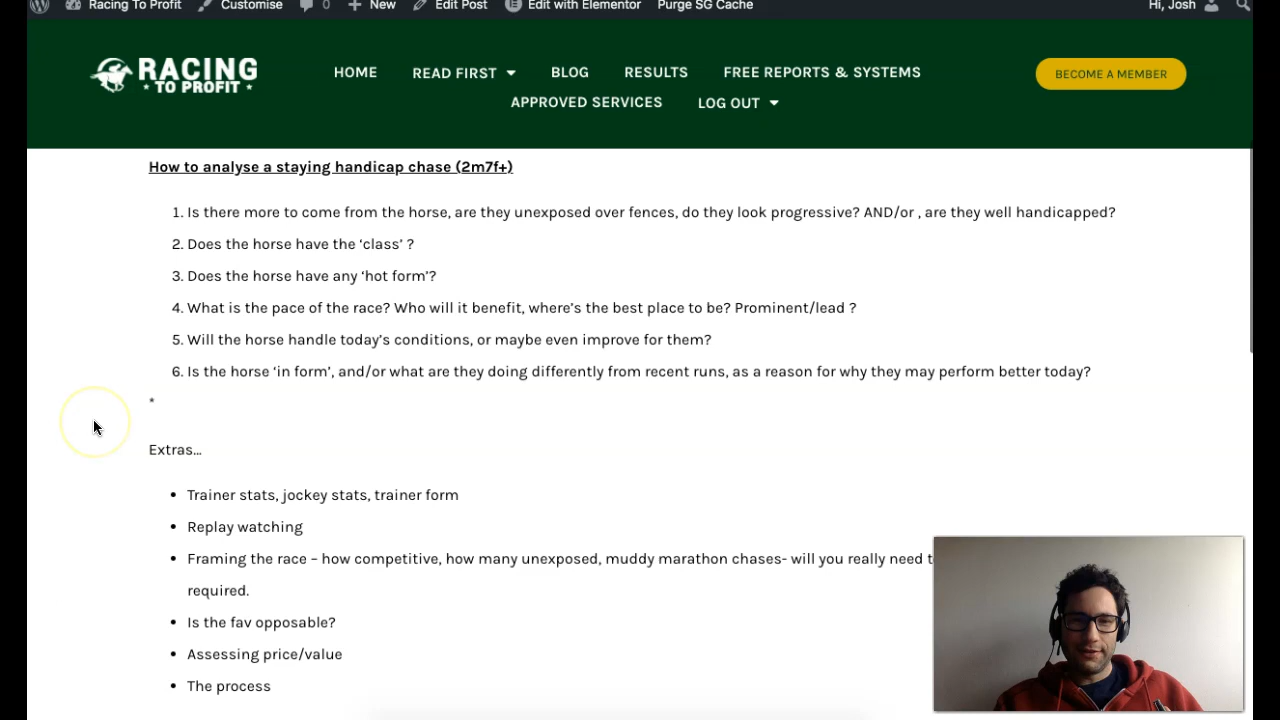 Racing To Profit Customise 0 New Edit Post Edit with Elementor Purge SG Cache Hi, Josh
RACING
TO PROFIT
HOME READ FIRST BLOG RESULTS FREE REPORTS & SYSTEMS
APPROVED SERVICES LOG OUT
BECOME A MEMBER
How to analyse a staying handicap chase (2m7f+)
1. Is there more to come from the horse, are they unexposed over fences, do they look progressive? AND/or , are they well handicapped?
2. Does the horse have the ‘class’ ?
3. Does the horse have any ‘hot form’?
4. What is the pace of the race? Who will it benefit, where’s the best place to be? Prominent/lead ?
5. Will the horse handle today’s conditions, or maybe even improve for them?
6. Is the horse ‘in form’, and/or what are they doing differently from recent runs, as a reason for why they may perform better today?
*
Extras…
• Trainer stats, jockey stats, trainer form
• Replay watching
• Framing the race – how competitive, how many unexposed, muddy marathon chases- will you really need
required.
• Is the fav opposable?
• Assessing price/value
• The process